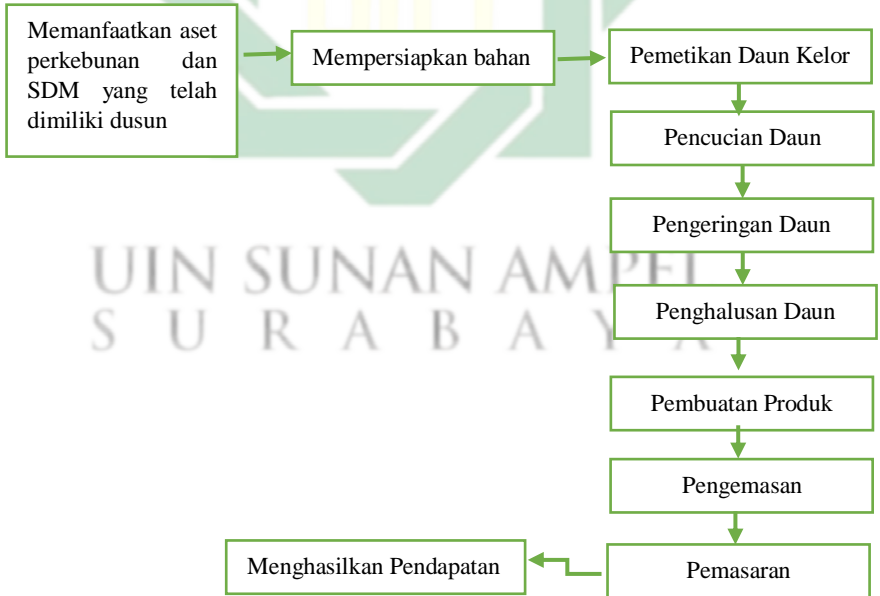 Memanfaatkan aset
perkebunan dan
SDM yang telah
dimiliki dusun
Mempersiapkan bahan
Pemetikan Daun Kelor
Pencucian Daun
Pengeringan Daun
UIN SUNAN AMPEL
Penghalusan Daun
S U R A B A Y A
Pembuatan Produk
Pengemasan
Pemasaran
Menghasilkan Pendapatan